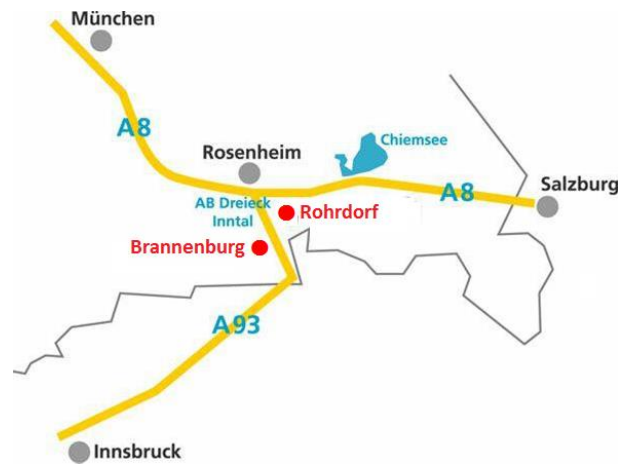 München
A8
Rosenheim
Chiemsee
AB Dreieck
Inntal
Rohrdorf
A8
Salzburg
Brannenburg
A93
Innsbruck